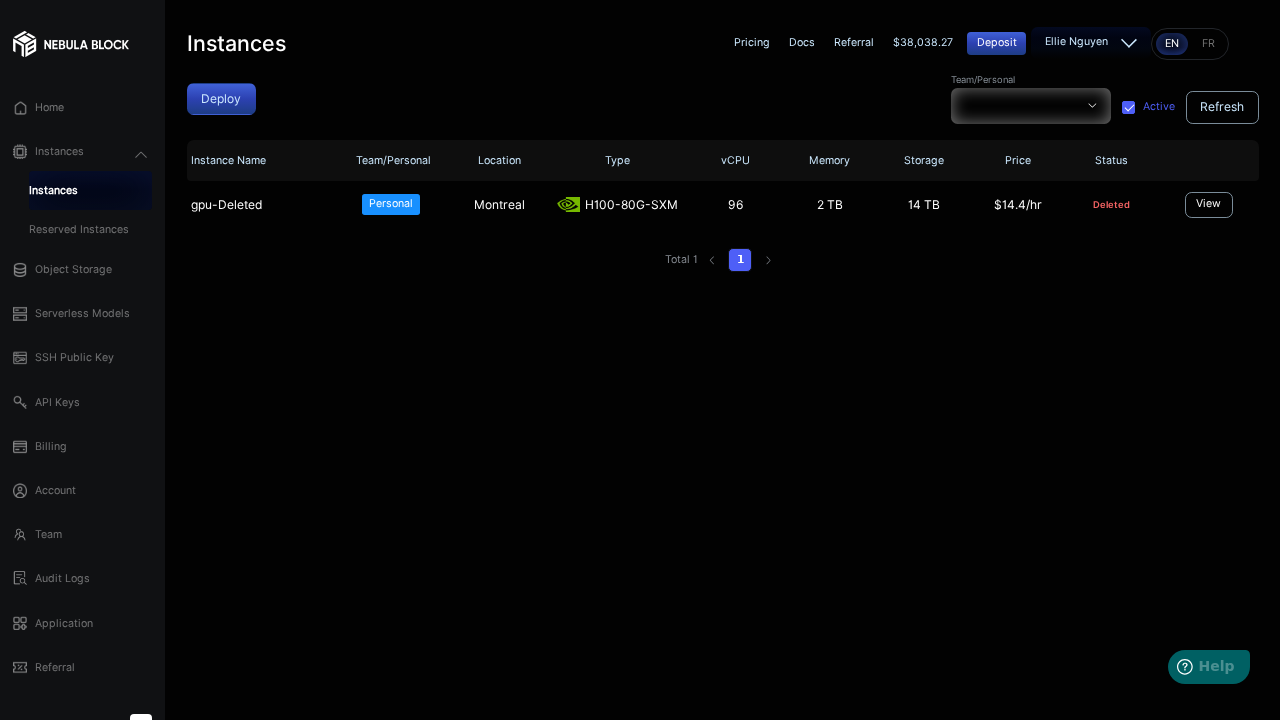 NEBULA BLOCK
Home
Instances
Instances
Reserved Instances
Object Storage
Serverless Models
SSH Public Key
API Keys
Billing
Account
Team
Audit Logs
Application
Referral
Instances
Pricing Docs Referral $38,038.27 Deposit Ellie Nguyen EN FR
Deploy
Team/Personal
Active
Refresh
Instance Name Team/Personal Location Type vCPU Memory Storage Price Status
gpu-Deleted Personal Montreal H100-80G-SXM 96 2 TB 14 TB $14.4/hr Deleted View
Total 1 1
Help